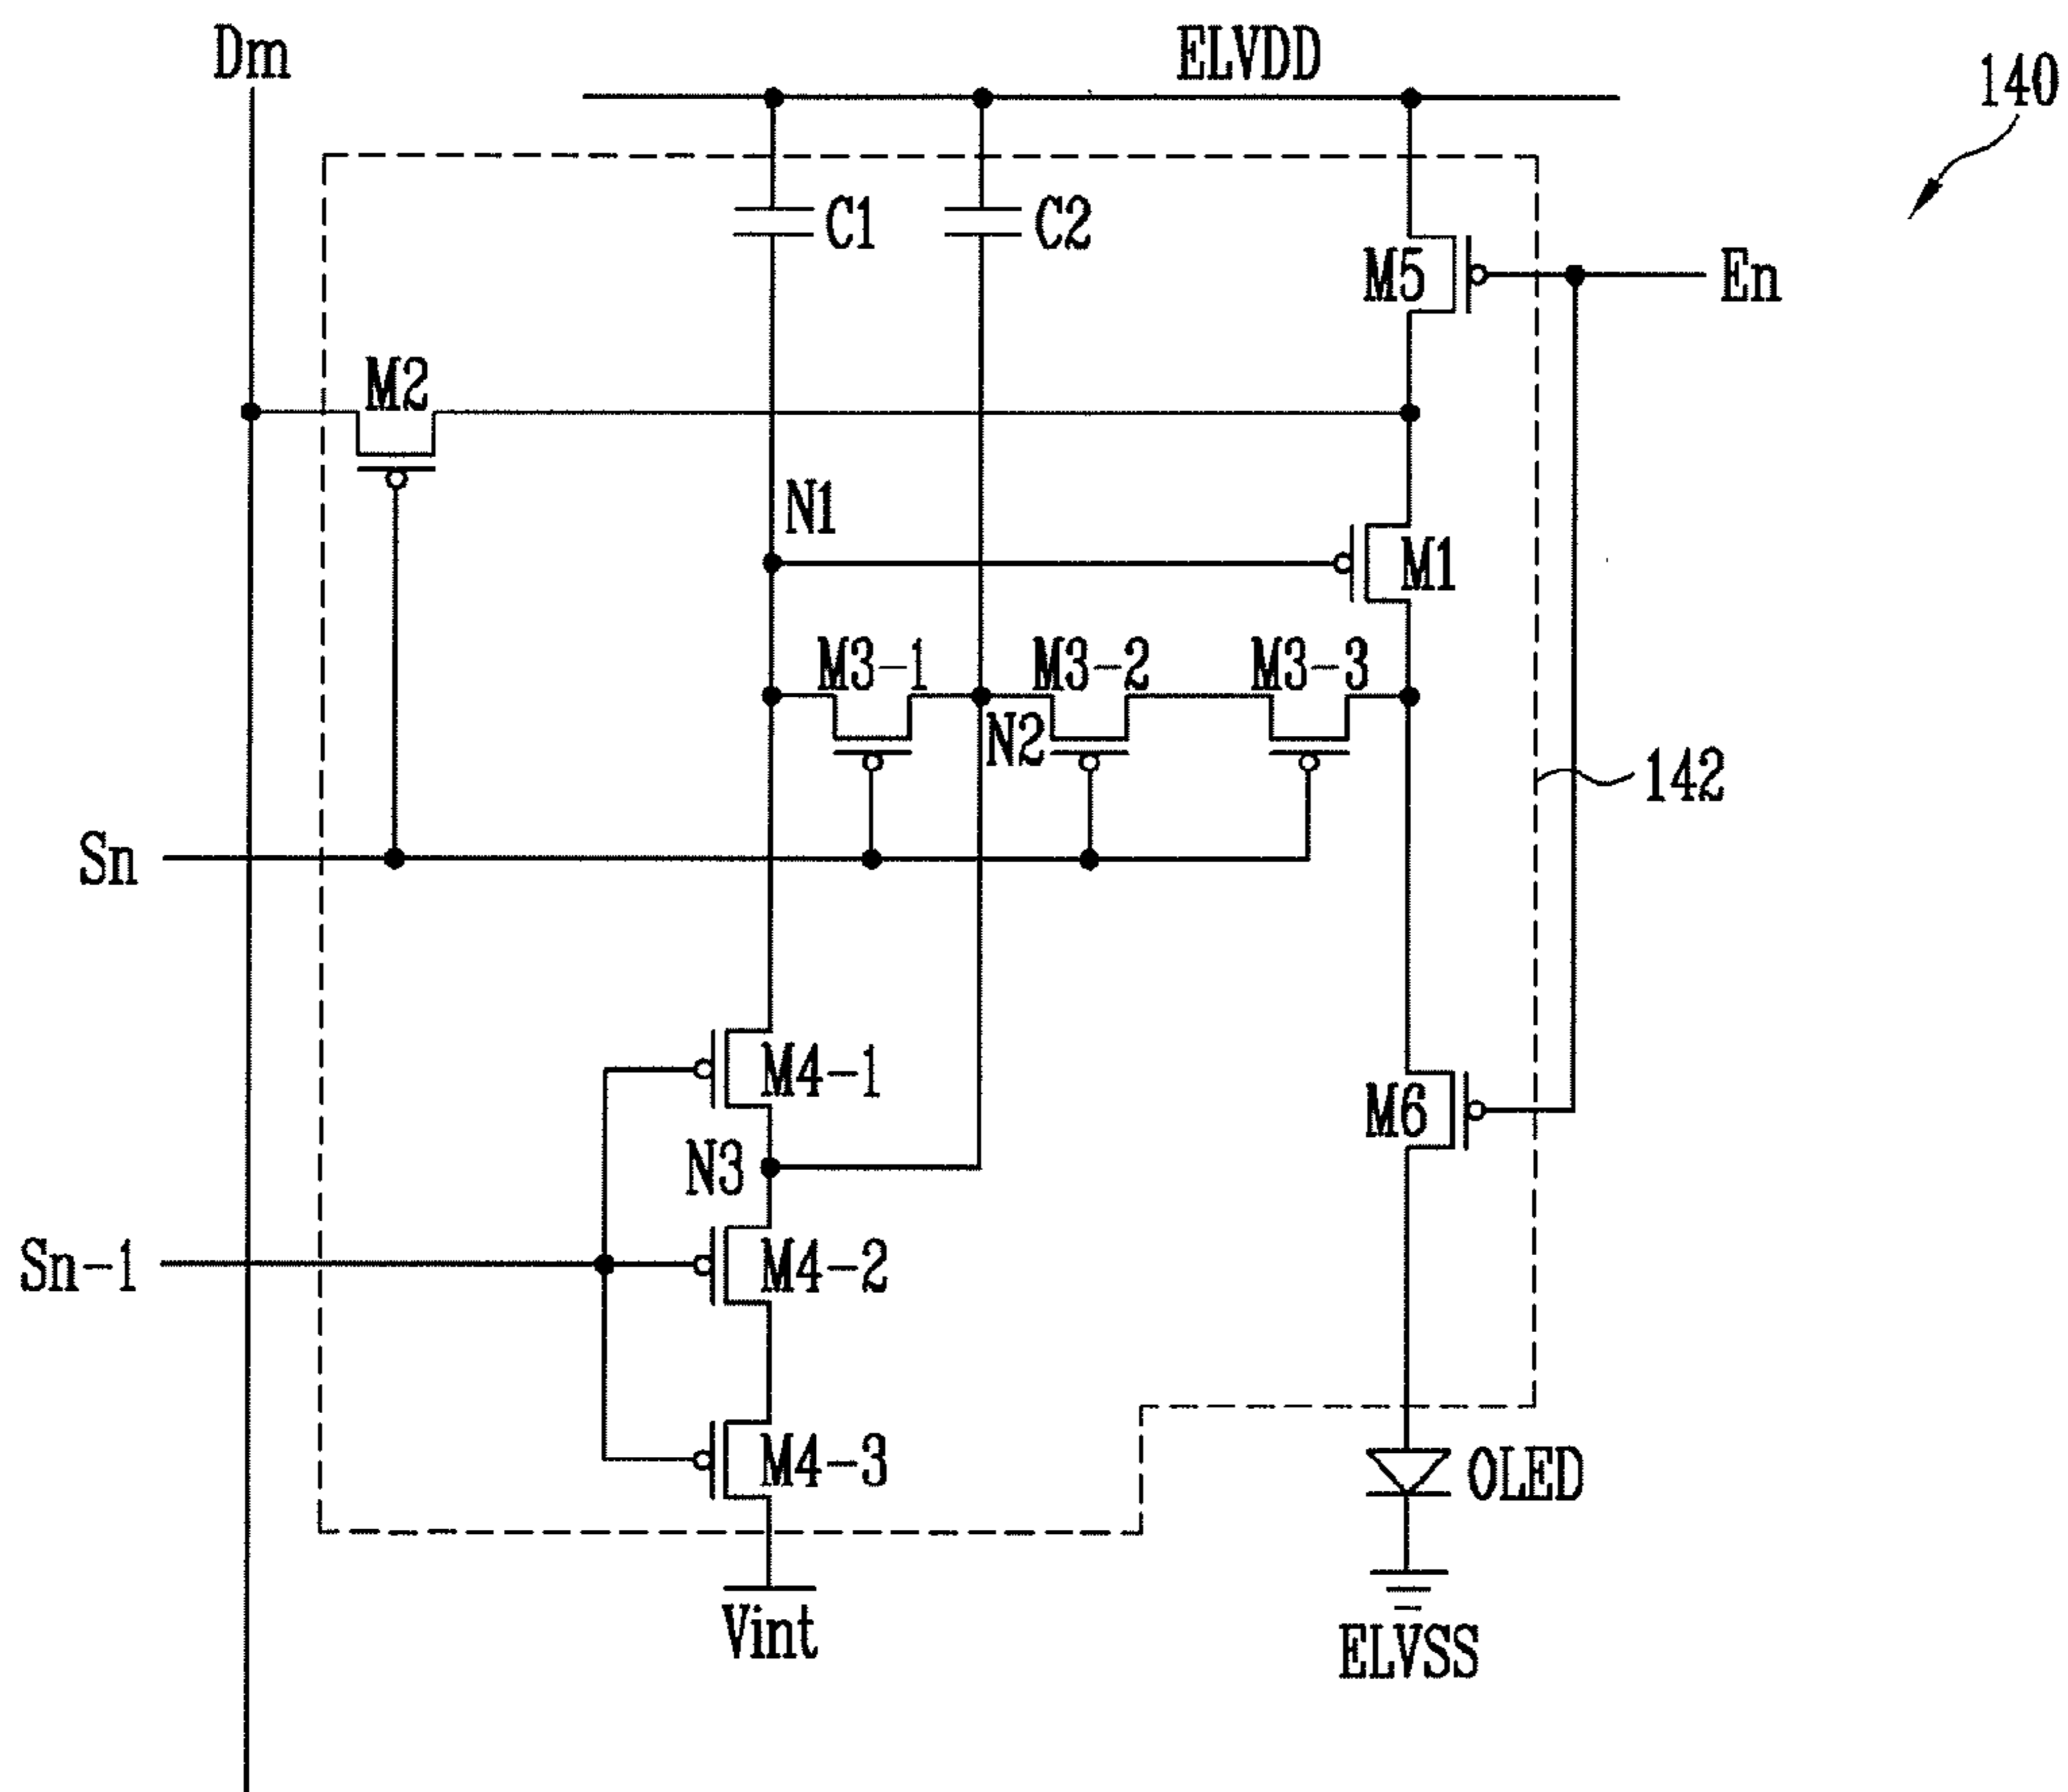 Dm
ELVDD
140
C1
C2
M5
En
M2
N1
M1
M3-1
M3-2
M3-3
N2
142
Sn
M4-1
M6
N3
Sn-1
M4-2
M4-3
OLED
Vint
ELVSS